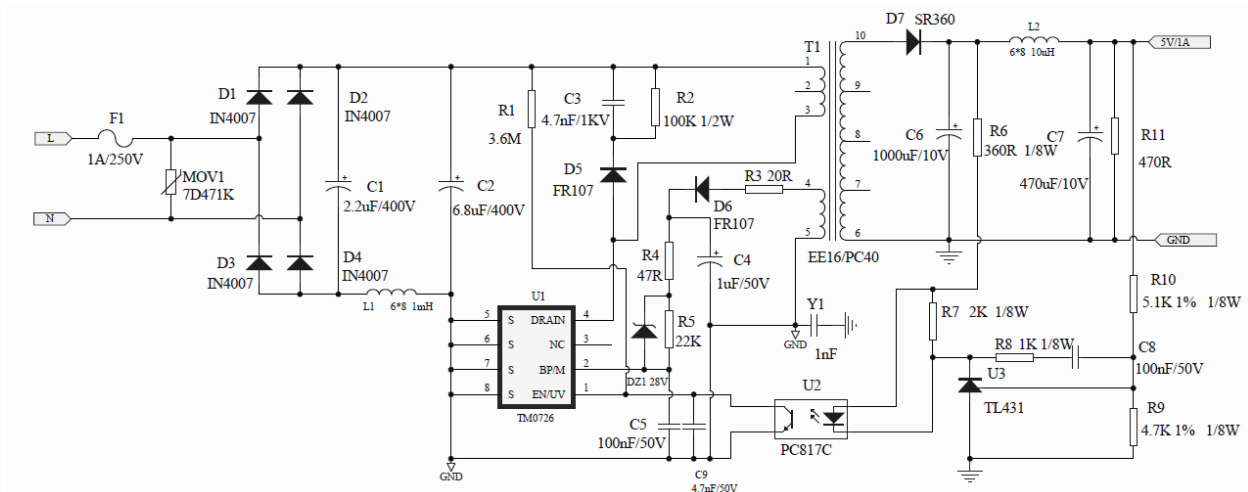 D7 SR360
L2
6*8 10uH
5V/1A
T1
10
1
2
9
3
8
4
7
5
6
EE16/PC40
D1
IN4007
D2
IN4007
F1
L
1A/250V
MOV1
7D471K
N
C1
2.2uF/400V
C2
6.8uF/400V
R1
3.6M
C3
4.7nF/1KV
R2
100K 1/2W
D5
FR107
R3 20R
D6
FR107
C6
1000uF/10V
R6
360R 1/8W
C7
470uF/10V
R11
470R
GND
D3
IN4007
D4
IN4007
L1 6*8 1mH
R4
47R
C4
1uF/50V
U1
5 S DRAIN 4
6 S NC 3
7 S BP/M 2
8 S EN/UV 1
TM0726
R5
22K
DZ1 28V
Y1
GND
1nF
R7 2K 1/8W
R10
5.1K 1% 1/8W
R8 1K 1/8W
C8
100nF/50V
U2
PC817C
U3
TL431
R9
4.7K 1% 1/8W
C5
100nF/50V
GND
C9
4.7nF/50V